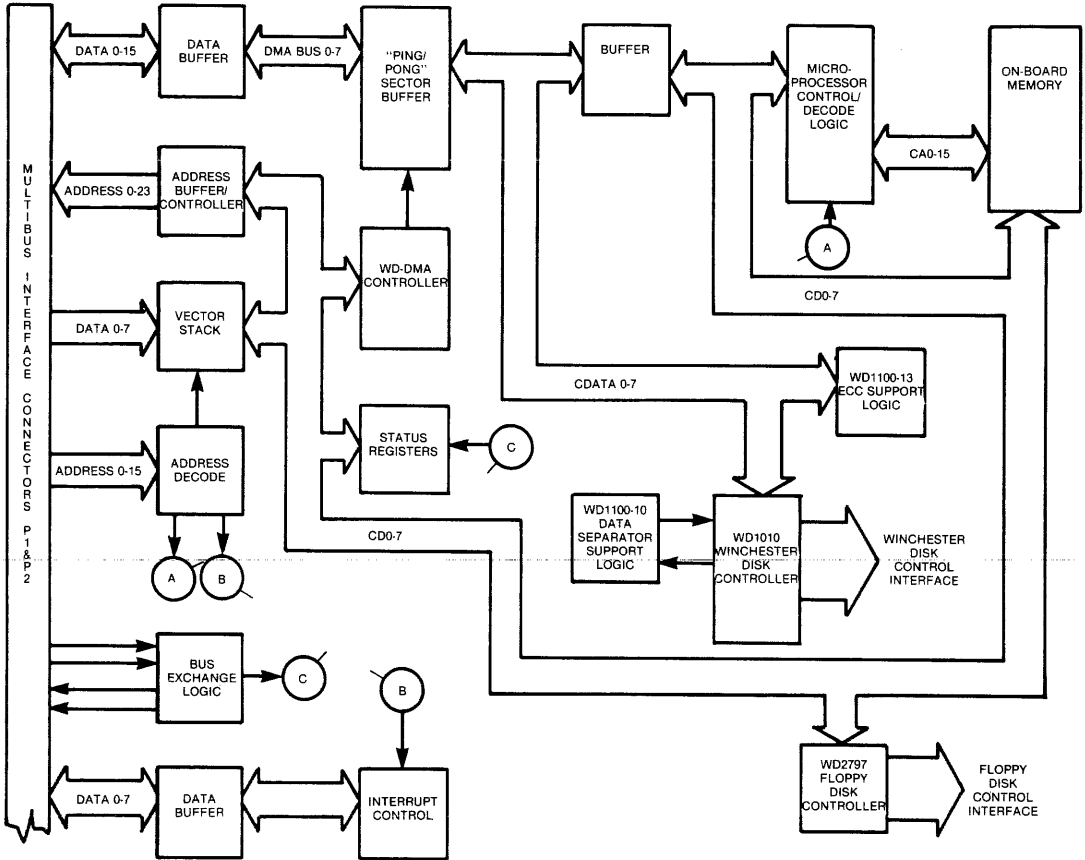 MULTIBUS INTERFACE CONNECTORS P1&P2
DATA 0-15
DATA
BUFFER
DMA BUS 0-7
"PING/
PONG"
SECTOR
BUFFER
BUFFER
MICRO-
PROCESSOR
CONTROL/
DECODE
LOGIC
CA0-15
ON-BOARD
MEMORY
ADDRESS 0-23
ADDRESS
BUFFER/
CONTROLLER
A
WD-DMA
CONTROLLER
CD0-7
DATA 0-7
VECTOR
STACK
CDATA 0-7
WD1100-13
ECC SUPPORT
LOGIC
ADDRESS 0-15
ADDRESS
DECODE
STATUS
REGISTERS
C
A
B
CD0-7
WD1100-10
DATA
SEPARATOR
SUPPORT
LOGIC
WD1010
WINCHESTER
DISK
CONTROLLER
WINCHESTER
DISK
CONTROL
INTERFACE
BUS
EXCHANGE
LOGIC
C
B
DATA 0-7
DATA
BUFFER
INTERRUPT
CONTROL
WD2797
FLOPPY
DISK
CONTROLLER
FLOPPY
DISK
CONTROL
INTERFACE